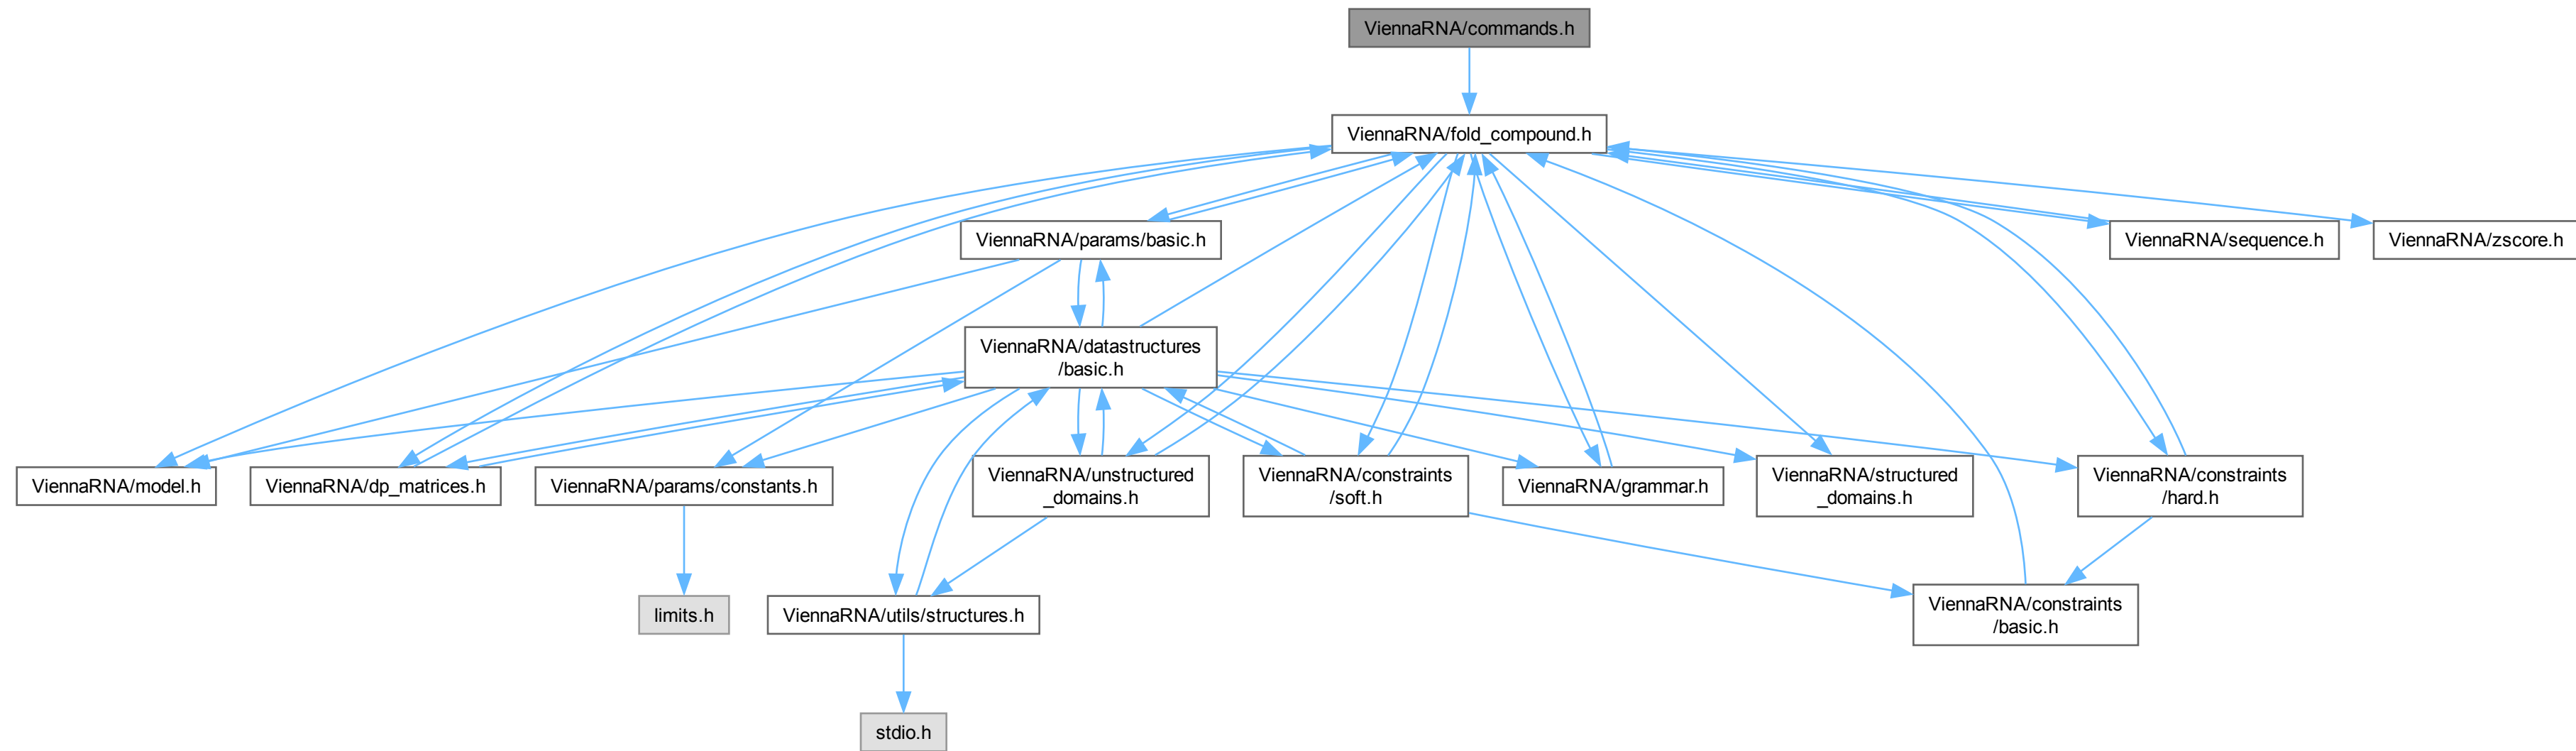 ViennaRNA/commands.h
ViennaRNA/fold_compound.h
ViennaRNA/params/basic.h
ViennaRNA/sequence.h
ViennaRNA/zscore.h
ViennaRNA/datastructures
/basic.h
ViennaRNA/model.h
ViennaRNA/dp_matrices.h
ViennaRNA/params/constants.h
ViennaRNA/unstructured
_domains.h
ViennaRNA/constraints
/soft.h
ViennaRNA/grammar.h
ViennaRNA/structured
_domains.h
ViennaRNA/constraints
/hard.h
limits.h
ViennaRNA/utils/structures.h
ViennaRNA/constraints
/basic.h
stdio.h